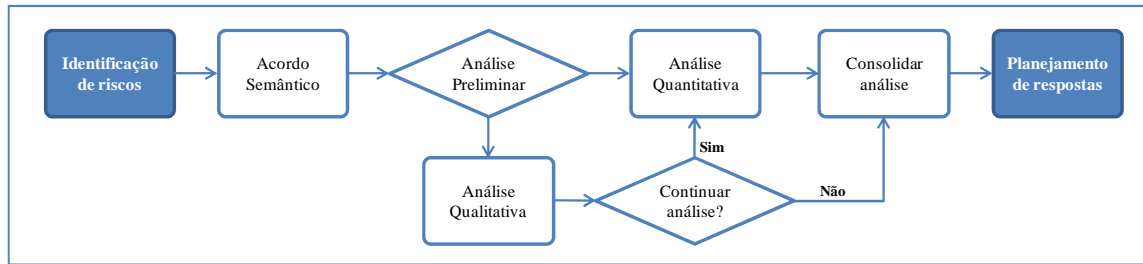 Identificação
de riscos
Acordo
Semântico
Análise
Preliminar
Análise
Quantitativa
Consolidar
análise
Planejamento
de respostas
Sim
Análise
Qualitativa
Continuar
análise?
Não